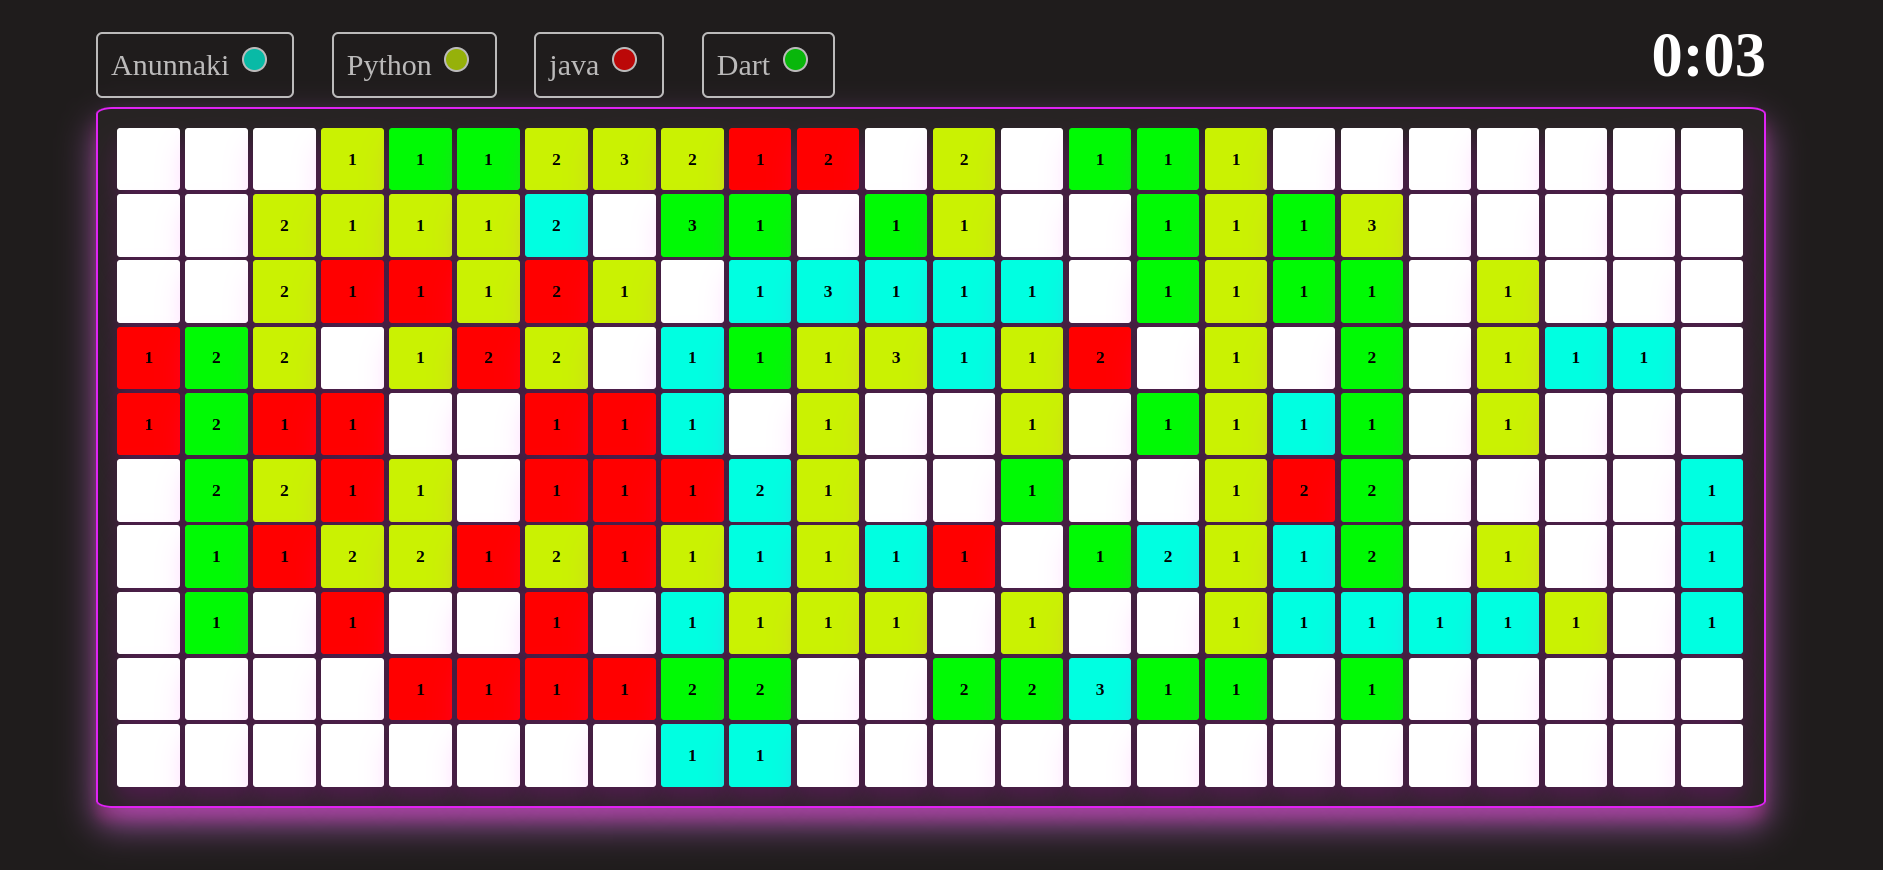 Anunnaki Python java Dart 0:03
1 1 1 2 3 2 1 2 2 1 1 1
2 1 1 1 2 3 1 1 1 1 1 1 3
2 1 1 1 2 1 1 3 1 1 1 1 1 1 1 1
1 2 2 1 2 2 1 1 1 3 1 1 2 1 2 1 1 1
1 2 1 1 1 1 1 1 1 1 1 1 1 1
2 2 1 1 1 1 1 2 1 1 1 2 2 1
1 1 2 2 1 2 1 1 1 1 1 1 1 2 1 1 2 1 1
1 1 1 1 1 1 1 1 1 1 1 1 1 1 1
1 1 1 1 2 2 2 2 3 1 1 1
1 1